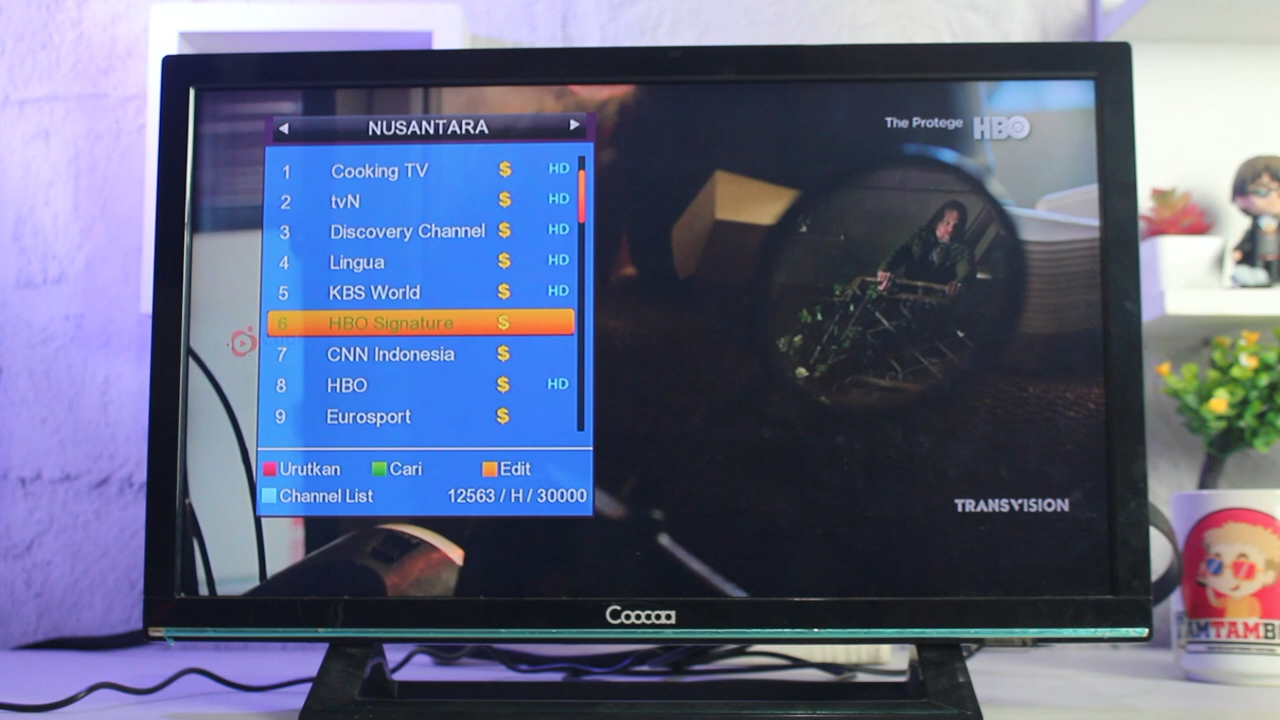 NUSANTARA
The Protege HBO
1 Cooking TV $ HD
2 tvN $ HD
3 Discovery Channel $ HD
4 Lingua $ HD
5 KBS World $ HD
6 HBO Signature $
7 CNN Indonesia $
8 HBO $ HD
9 Eurosport $
Urutkan Cari Edit
Channel List 12563 / H / 30000
TRANSVISION
Coocaa